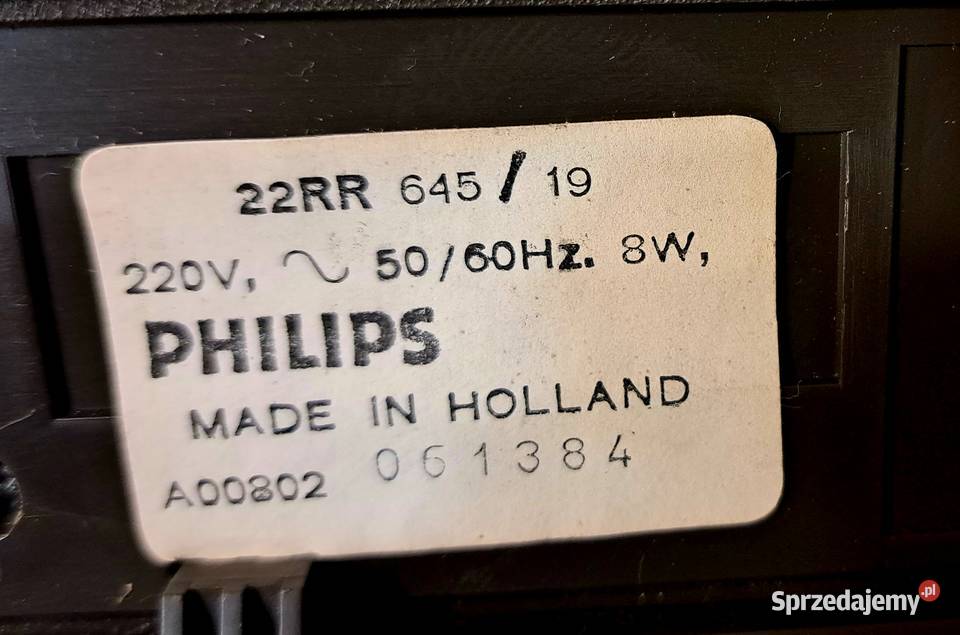 22RR 645/19
220V, ~ 50/60Hz. 8W,
PHILIPS
MADE IN HOLLAND
A00802 061384
Sprzedajemy.pl